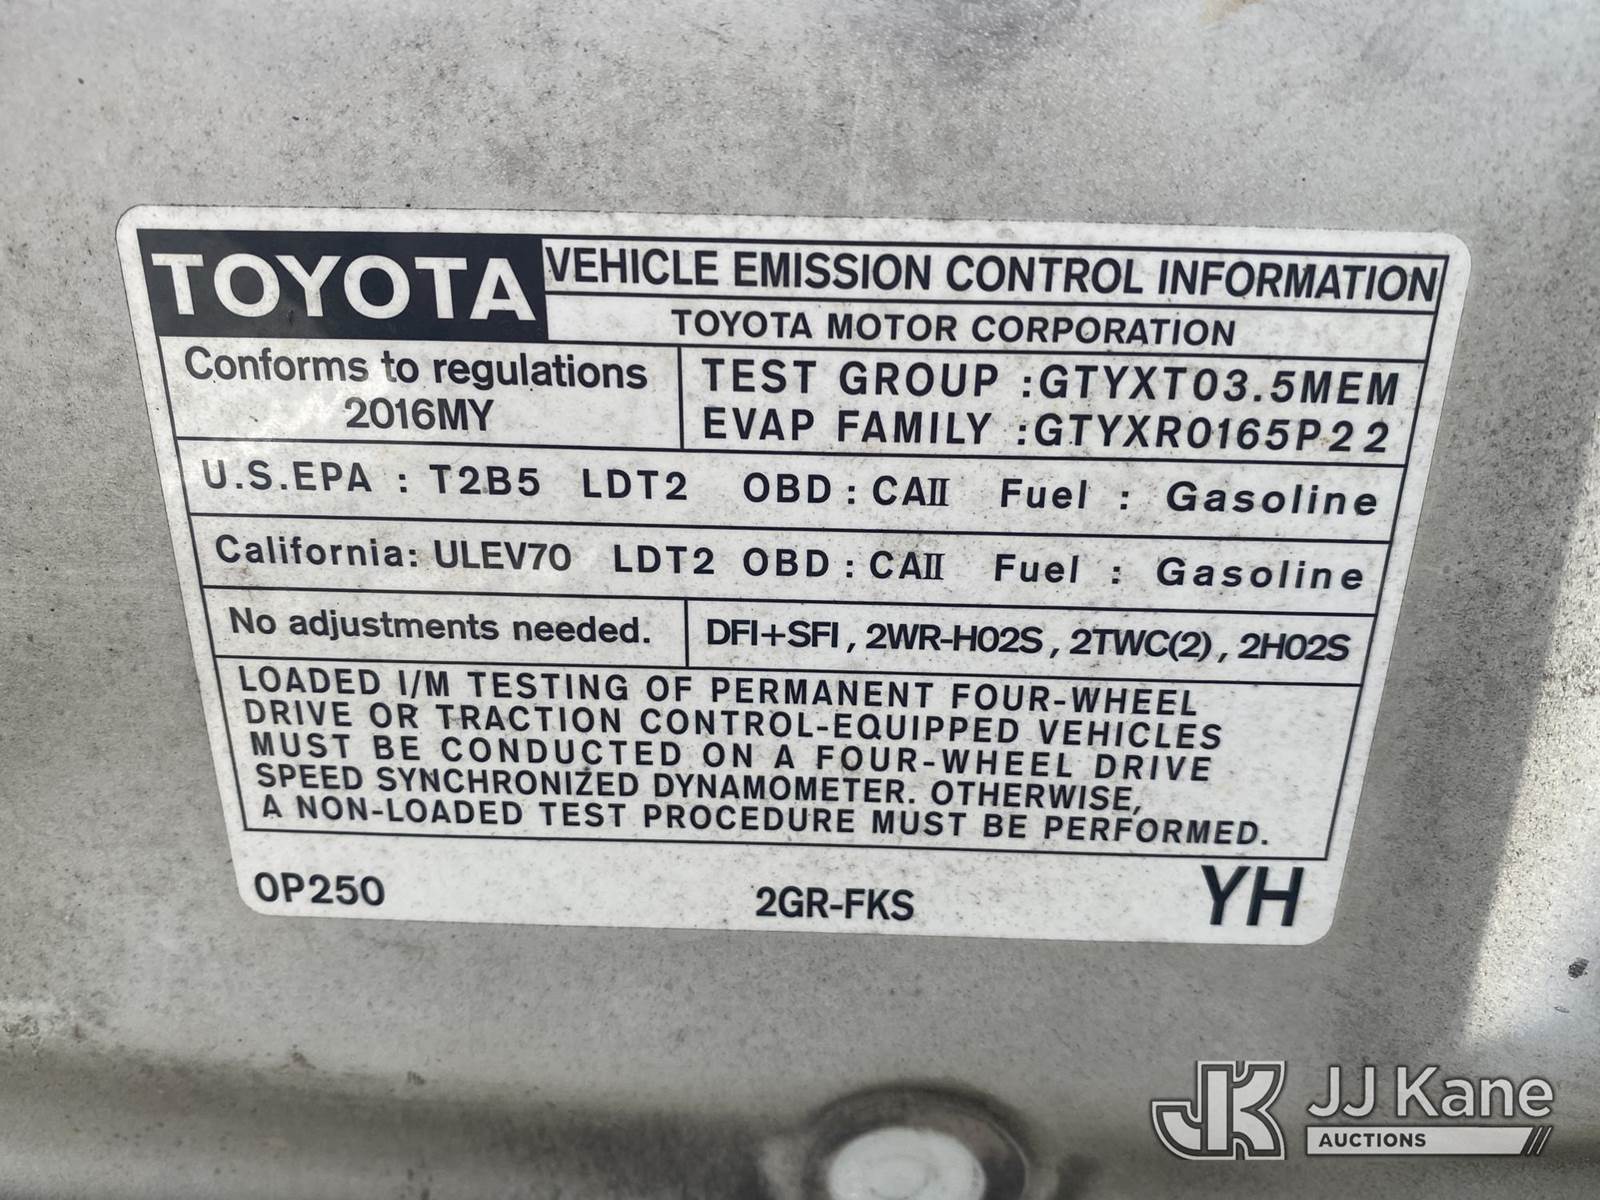 TOYOTA
VEHICLE EMISSION CONTROL INFORMATION
TOYOTA MOTOR CORPORATION
Conforms to regulations
2016MY
TEST GROUP :GTYXT03.5MEM
EVAP FAMILY :GTYXR0165P22
U.S.EPA : T2B5 LDT2 OBD : CAII Fuel : Gasoline
California: ULEV70 LDT2 OBD : CAII Fuel : Gasoline
No adjustments needed.
DFI+SFI , 2WR-HO2S , 2TWC(2) , 2HO2S
LOADED I/M TESTING OF PERMANENT FOUR-WHEEL
DRIVE OR TRACTION CONTROL-EQUIPPED VEHICLES
MUST BE CONDUCTED ON A FOUR-WHEEL DRIVE
SPEED SYNCHRONIZED DYNAMOMETER. OTHERWISE,
A NON-LOADED TEST PROCEDURE MUST BE PERFORMED.
0P250 2GR-FKS YH
JK JJ Kane
AUCTIONS